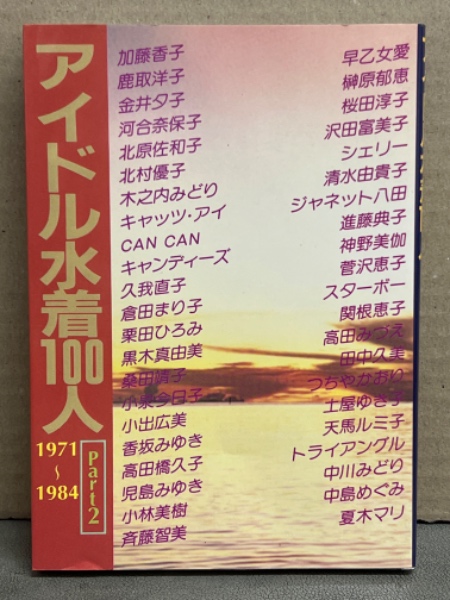 アイドル水着100人
1971
〜
1984
Part2
加藤香子
鹿取洋子
金井夕子
河合奈保子
北原佐和子
北村優子
木之内みどり
キャッツ・アイ
CAN CAN
キャンディーズ
久我直子
倉田まり子
栗田ひろみ
黒木真由美
桑田靖子
小泉今日子
小出広美
香坂みゆき
高田橋久子
児島みゆき
小林美樹
斉藤智美
早乙女愛
榊原郁恵
桜田淳子
沢田富美子
シェリー
清水由貴子
ジャネット八田
進藤典子
神野美伽
菅沢恵子
スターボー
関根恵子
高田みづえ
田中久美
つちやかおり
土屋ゆき子
天馬ルミ子
トライアングル
中川みどり
中島めぐみ
夏木マリ